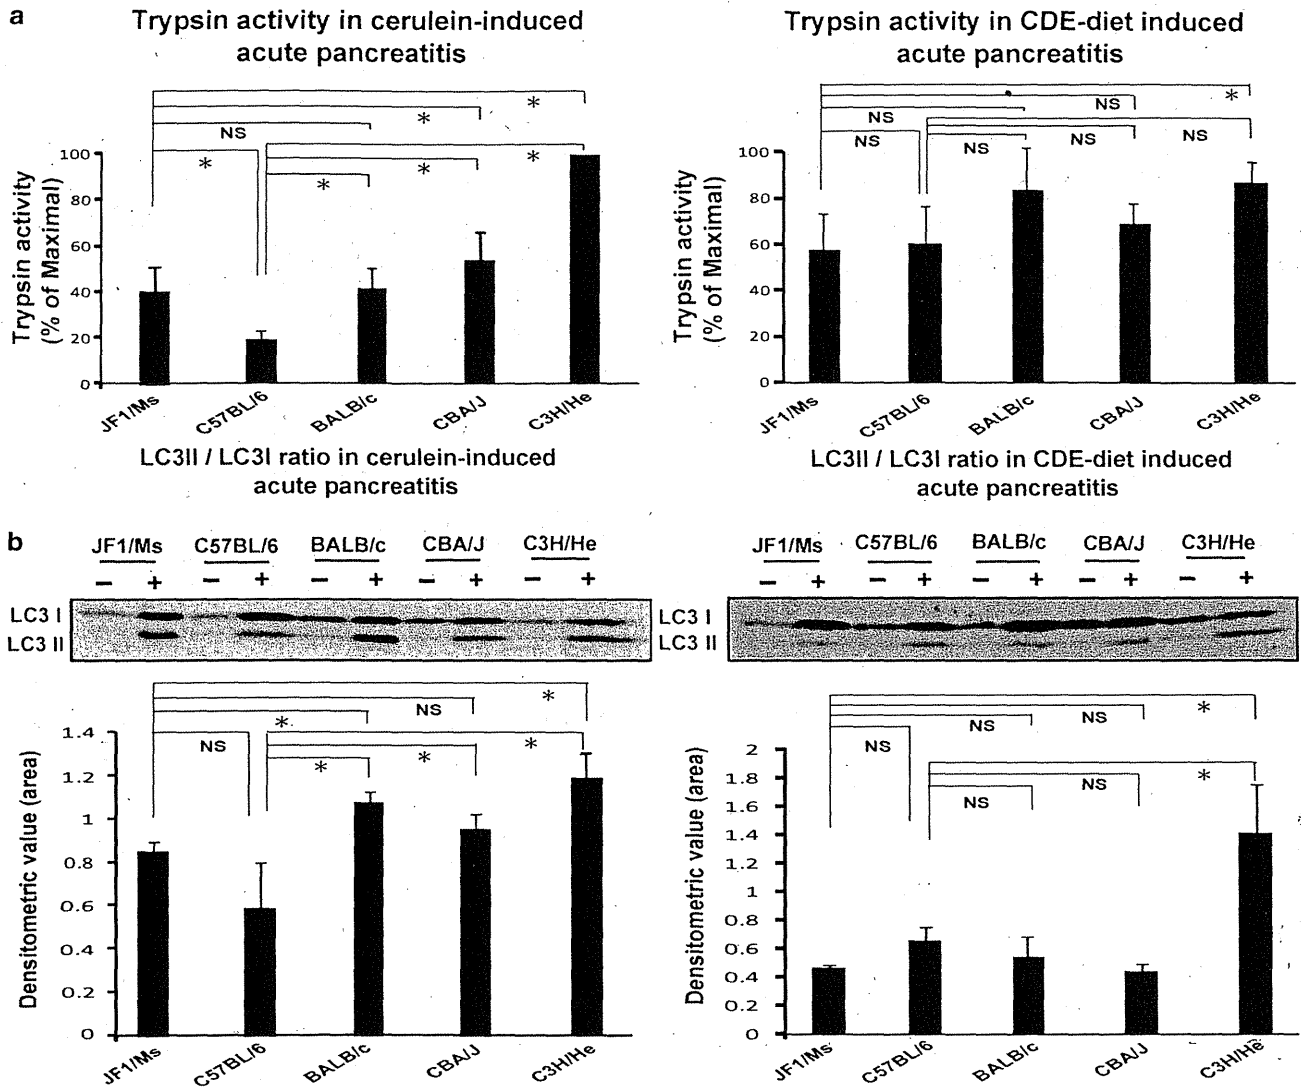 a
Trypsin activity in cerulein-induced
acute pancreatitis
*
*
NS
*
*
*
*
100
80
60
40
20
0
Trypsin activity
(% of Maximal)
JF1/Ms
C57BL/6
BALB/c
CBA/J
C3H/He
Trypsin activity in CDE-diet induced
acute pancreatitis
*
NS
NS
NS
NS
NS
NS
100
80
60
40
20
0
Trypsin activity
(% of Maximal)
JF1/Ms
C57BL/6
BALB/c
CBA/J
C3H/He
b
LC3II / LC3I ratio in cerulein-induced
acute pancreatitis
JF1/Ms C57BL/6 BALB/c CBA/J C3H/He
− + − + − + − + − +
LC3 I
LC3 II
*
NS
*
NS
*
*
*
1.4
1.2
1
0.8
0.6
0.4
0.2
0
Densitometric value (area)
JF1/Ms
C57BL/6
BALB/c
CBA/J
C3H/He
LC3II / LC3I ratio in CDE-diet induced
acute pancreatitis
JF1/Ms C57BL/6 BALB/c CBA/J C3H/He
− + − + − + − + − +
LC3 I
LC3 II
*
NS
NS
NS
*
NS
NS
2
1.8
1.6
1.4
1.2
1
0.8
0.6
0.4
0.2
0
Densitometric value (area)
JF1/Ms
C57BL/6
BALB/c
CBA/J
C3H/He